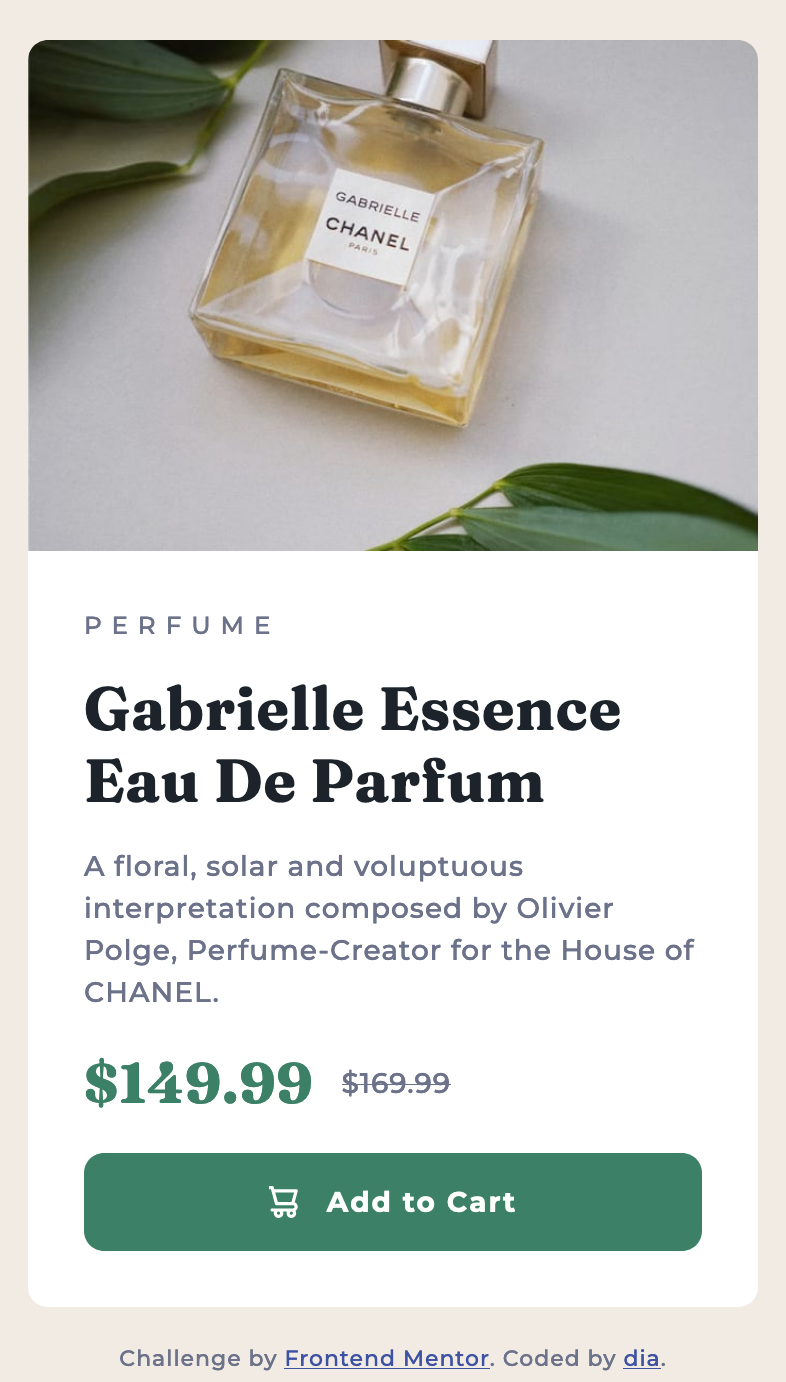 GABRIELLE
CHANEL
PARIS
PERFUME
Gabrielle Essence
Eau De Parfum
A floral, solar and voluptuous
interpretation composed by Olivier
Polge, Perfume-Creator for the House of
CHANEL.
$149.99 $169.99
Add to Cart
Challenge by Frontend Mentor. Coded by dia.